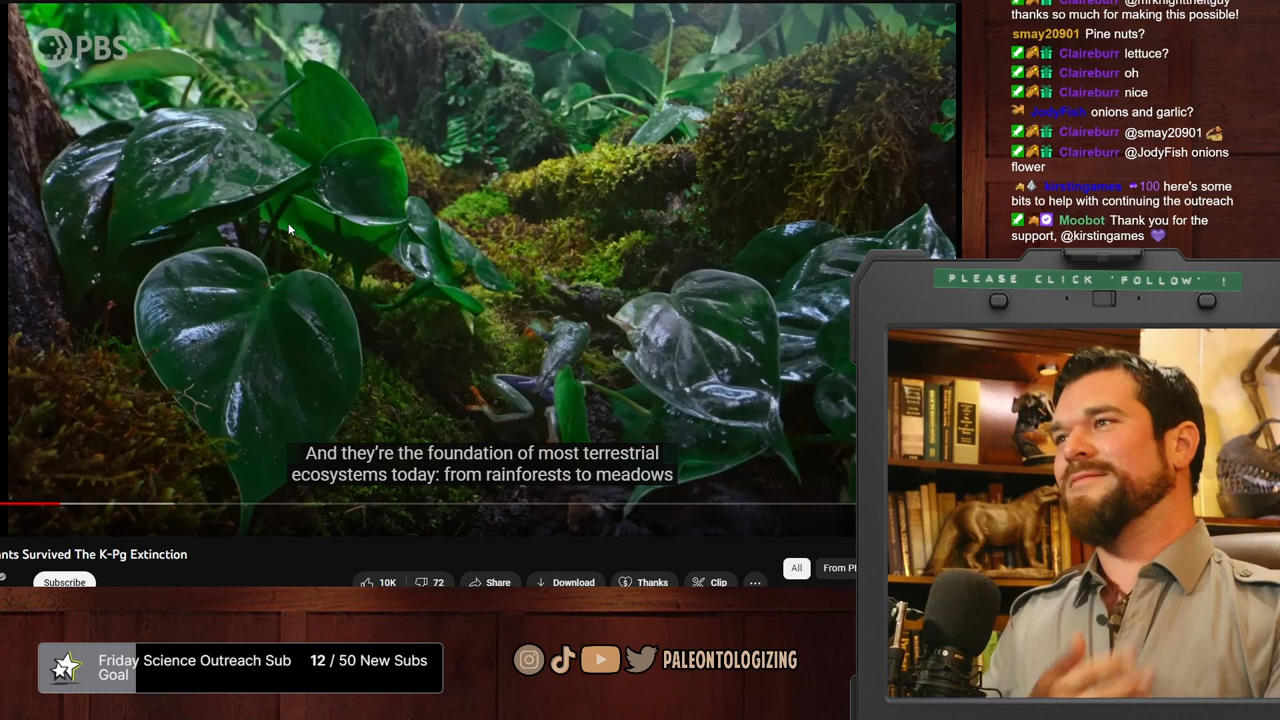 PBS
And they're the foundation of most terrestrial
ecosystems today: from rainforests to meadows
nts Survived The K-Pg Extinction
Subscribe
10K
72
Share
Download
Thanks
Clip
...
All
From P
Friday Science Outreach Sub
Goal
12 / 50 New Subs
PALEONTOLOGIZING
thanks so much for making this possible!
smay20901 Pine nuts?
Claireburr lettuce?
Claireburr oh
Claireburr nice
JodyFish onions and garlic?
Claireburr @smay20901
Claireburr @JodyFish onions
flower
kirstingames 100 here's some
bits to help with continuing the outreach
Moobot Thank you for the
support, @kirstingames
PLEASE CLICK 'FOLLOW' !